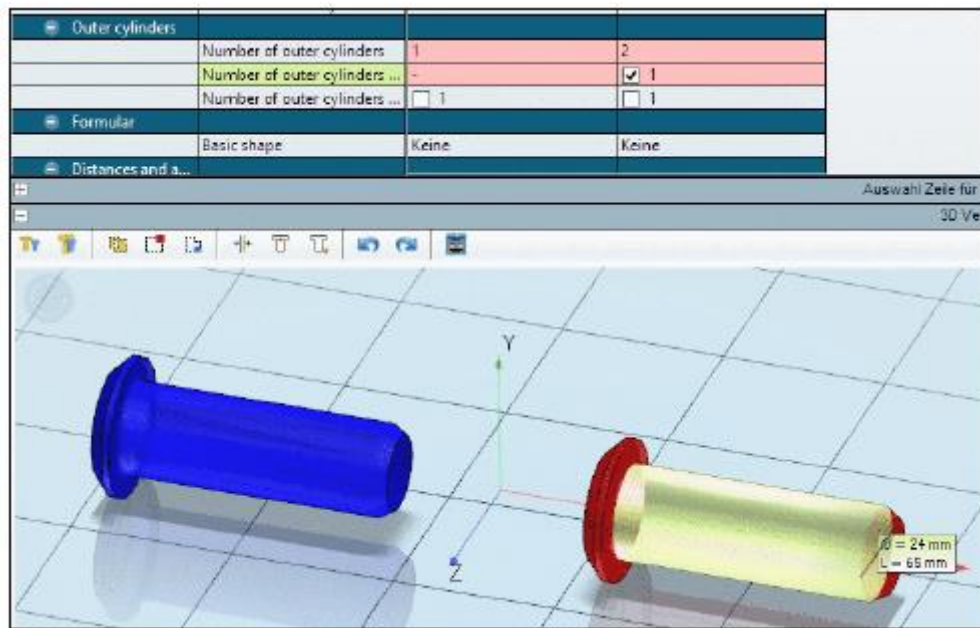 Outer cylinders
Number of outer cylinders 1 2
Number of outer cylinders ... - 1
Number of outer cylinders ... 1 1
Formular
Basic shape Keine Keine
Distances and a...
Auswahl Zeile für
3D Ve
Y
Z
= 24 mm
L = 65 mm